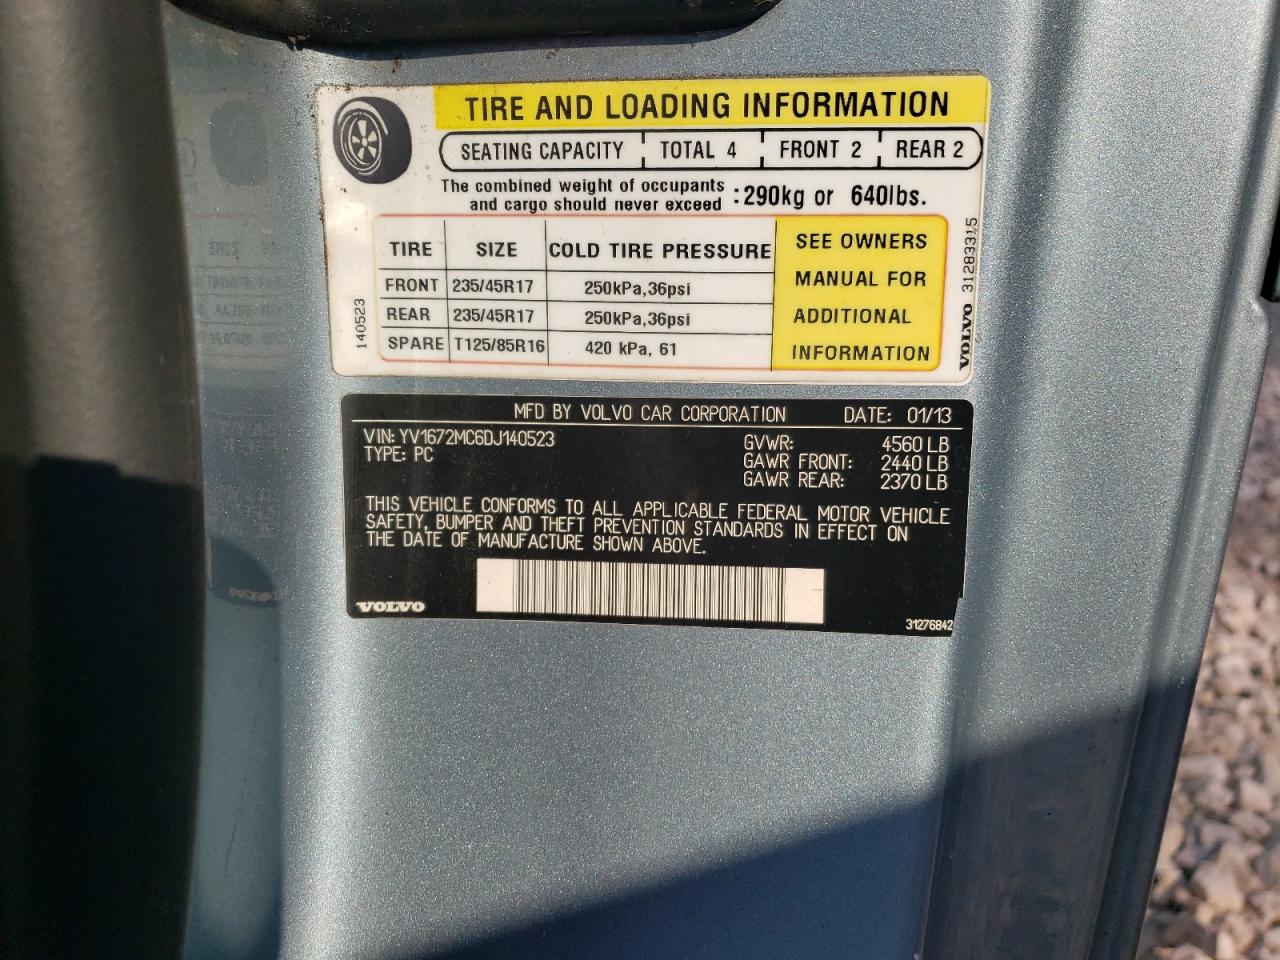 TIRE AND LOADING INFORMATION
SEATING CAPACITY TOTAL 4 FRONT 2 REAR 2
The combined weight of occupants and cargo should never exceed : 290kg or 640lbs.
TIRE SIZE COLD TIRE PRESSURE
FRONT 235/45R17 250kPa,36psi
REAR 235/45R17 250kPa,36psi
SPARE T125/85R16 420 kPa, 61
SEE OWNERS
MANUAL FOR
ADDITIONAL
INFORMATION
140523
VOLVO 31283315
MFD BY VOLVO CAR CORPORATION DATE: 01/13
VIN: YV1672MC6DJ140523
TYPE: PC
GVWR: 4560 LB
GAWR FRONT: 2440 LB
GAWR REAR: 2370 LB
THIS VEHICLE CONFORMS TO ALL APPLICABLE FEDERAL MOTOR VEHICLE
SAFETY, BUMPER AND THEFT PREVENTION STANDARDS IN EFFECT ON
THE DATE OF MANUFACTURE SHOWN ABOVE.
VOLVO
31276842